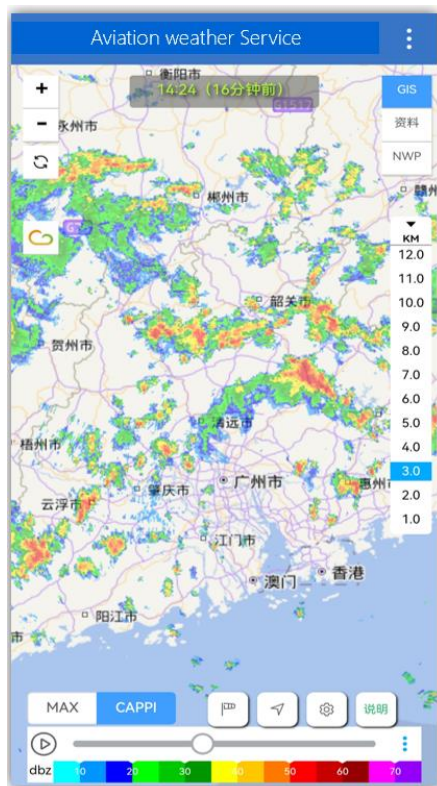 Aviation weather Service
衡阳市
14:24（16分钟前）
GIS
永州市
资料
NWP
郴州市
赣州
KM
12.0
11.0
10.0
韶关市
9.0
贺州市
8.0
7.0
6.0
清远市
5.0
梧州市
4.0
3.0
肇庆市
广州市
惠州
云浮市
2.0
1.0
江门市
澳门
香港
阳江市
市
MAX
CAPPI
说明
dbz 10 20 30 40 50 60 70